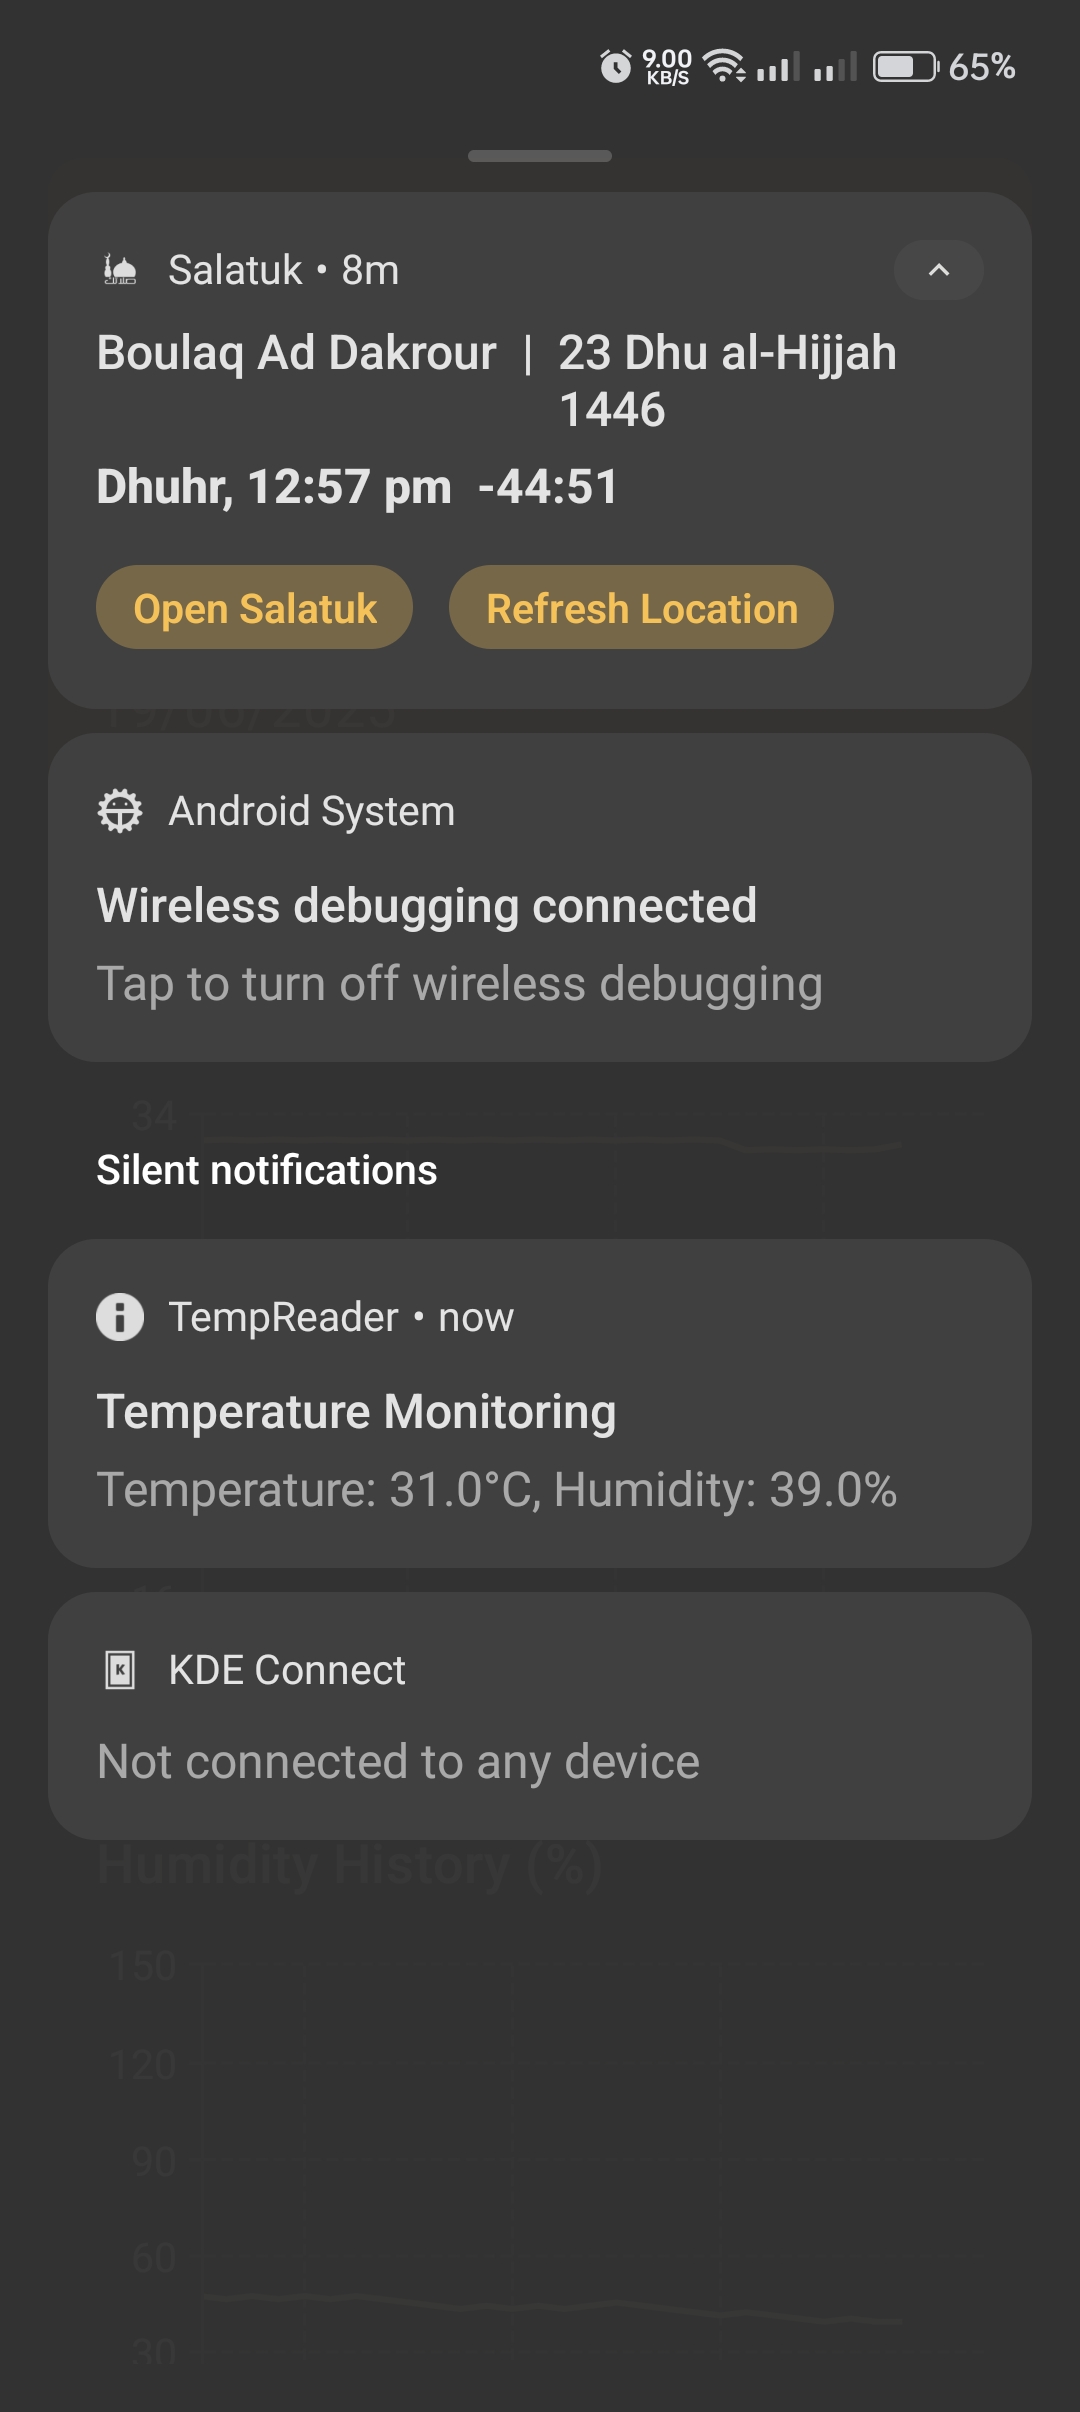 9.00
KB/S
65%
Salatuk • 8m
Boulaq Ad Dakrour | 23 Dhu al-Hijjah
1446
Dhuhr, 12:57 pm -44:51
Open Salatuk
Refresh Location
19/06/2025
Android System
Wireless debugging connected
Tap to turn off wireless debugging
34
Silent notifications
TempReader • now
Temperature Monitoring
Temperature: 31.0°C, Humidity: 39.0%
K
KDE Connect
Not connected to any device
Humidity History (%)
150
120
90
60
30